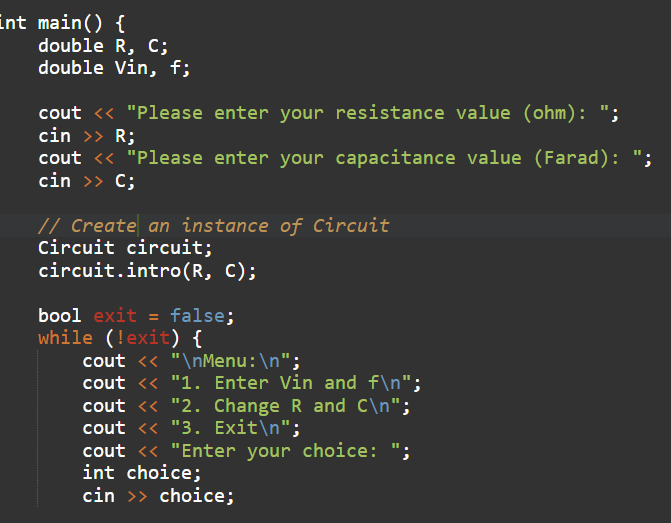 int main() {
    double R, C;
    double Vin, f;

    cout << "Please enter your resistance value (ohm): ";
    cin >> R;
    cout << "Please enter your capacitance value (Farad): ";
    cin >> C;

    // Create an instance of Circuit
    Circuit circuit;
    circuit.intro(R, C);

    bool exit = false;
    while (!exit) {
        cout << "\nMenu:\n";
        cout << "1. Enter Vin and f\n";
        cout << "2. Change R and C\n";
        cout << "3. Exit\n";
        cout << "Enter your choice: ";
        int choice;
        cin >> choice;